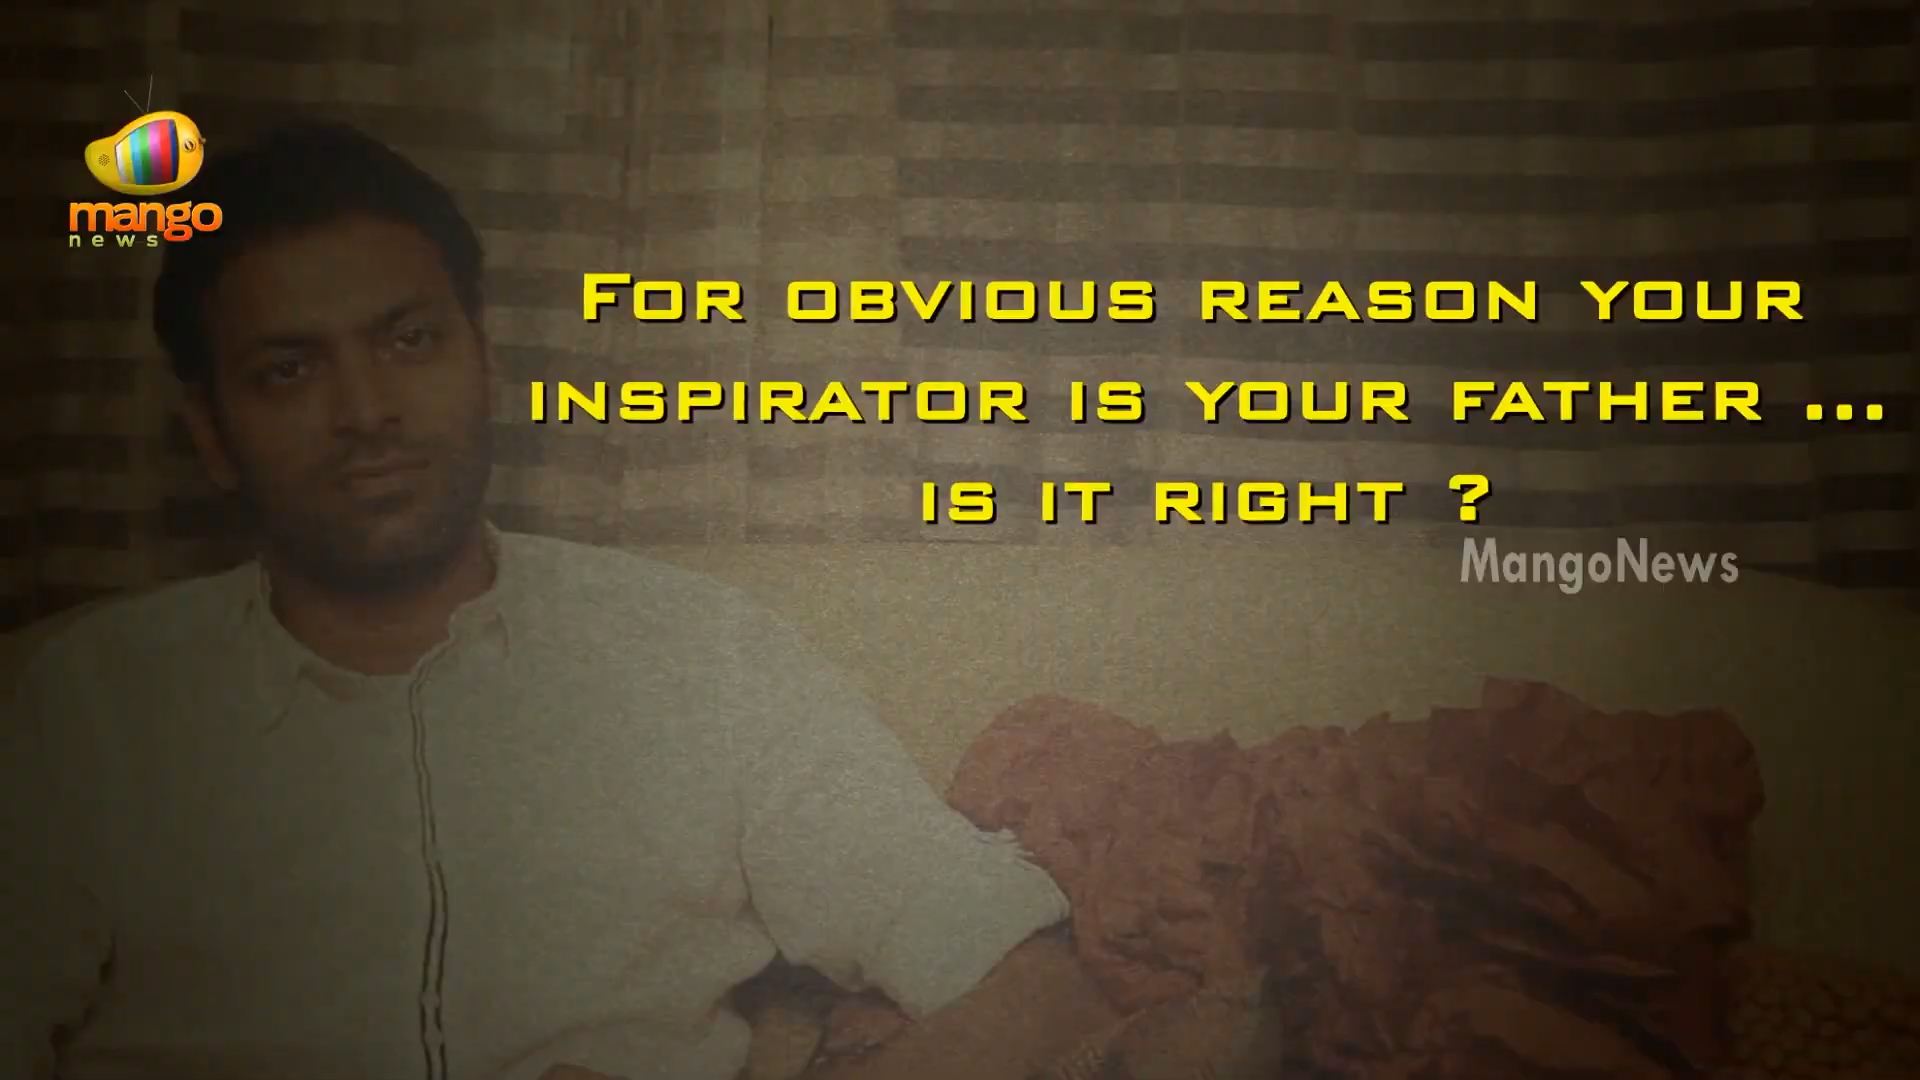 mango
news
FOR OBVIOUS REASON YOUR
INSPIRATOR IS YOUR FATHER ...
IS IT RIGHT ?
MangoNews